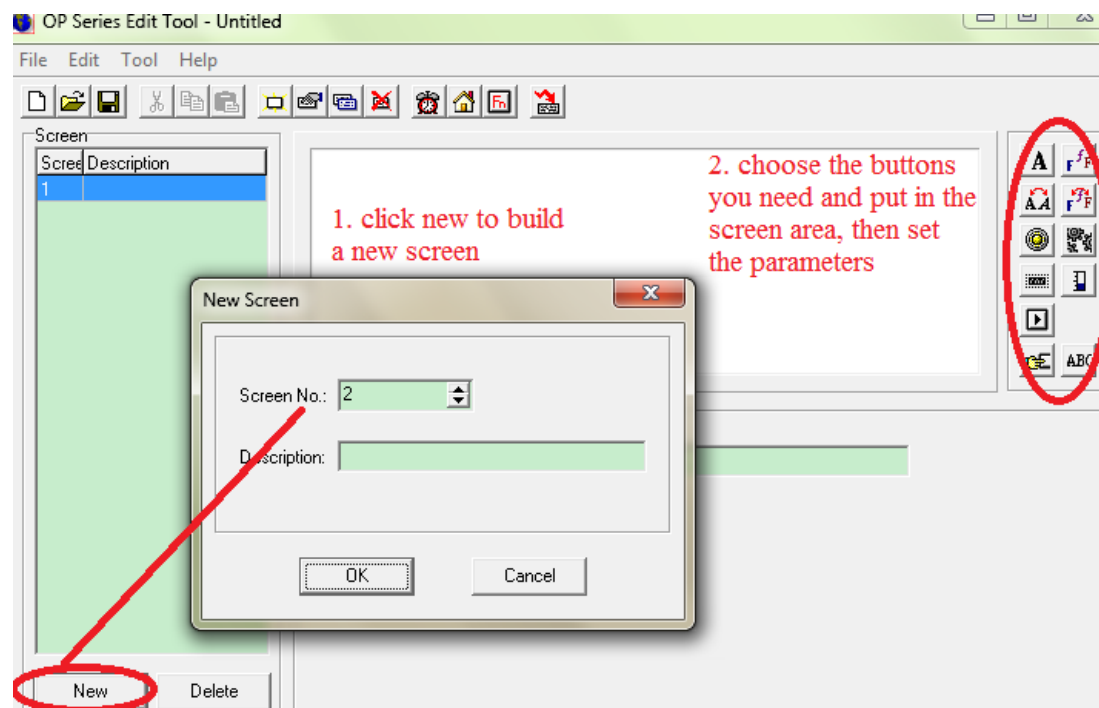 OP Series Edit Tool - Untitled
File Edit Tool Help
Screen
Scree Description
1
1. click new to build
a new screen
2. choose the buttons
you need and put in the
screen area, then set
the parameters
A
AA
ABC
New Screen
Screen No.: 2
Description:
OK Cancel
New Delete